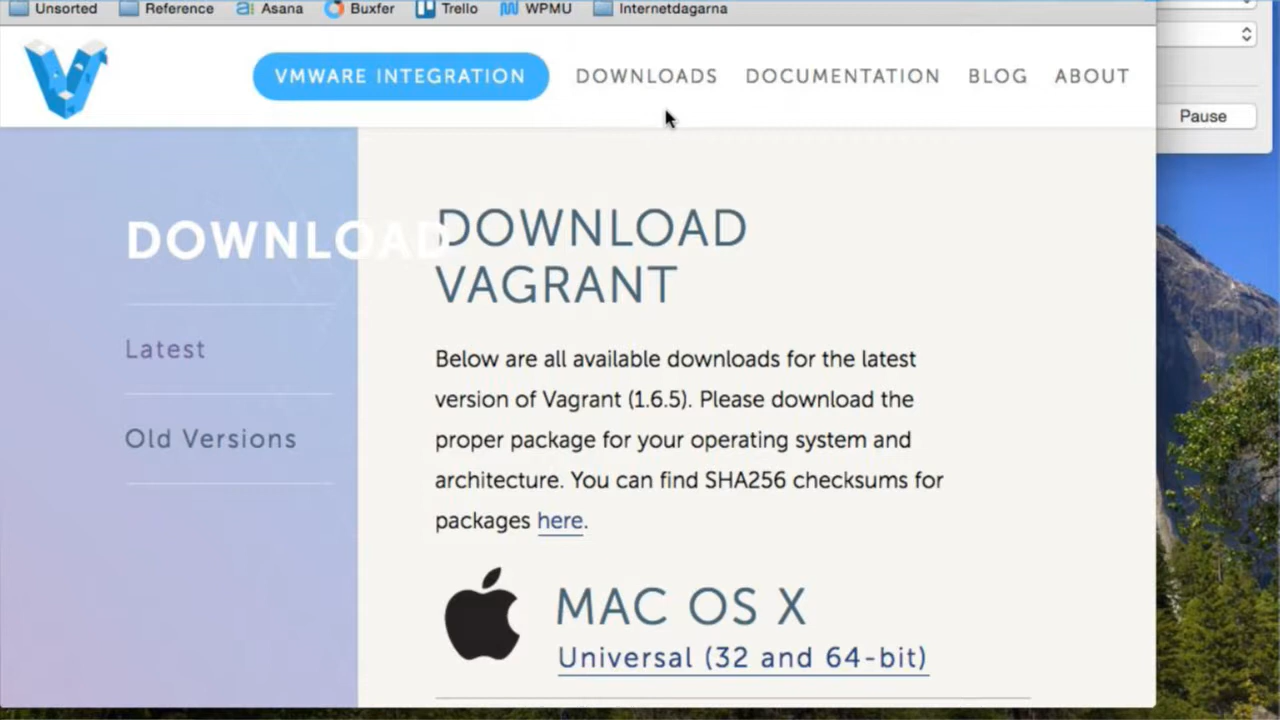 Unsorted Reference Asana Buxfer Trello WPMU Internetdagarna
VMWARE INTEGRATION DOWNLOADS DOCUMENTATION BLOG ABOUT
Pause
DOWNLOAD
Latest
Old Versions
DOWNLOAD
VAGRANT
Below are all available downloads for the latest
version of Vagrant (1.6.5). Please download the
proper package for your operating system and
architecture. You can find SHA256 checksums for
packages here.
MAC OS X
Universal (32 and 64-bit)